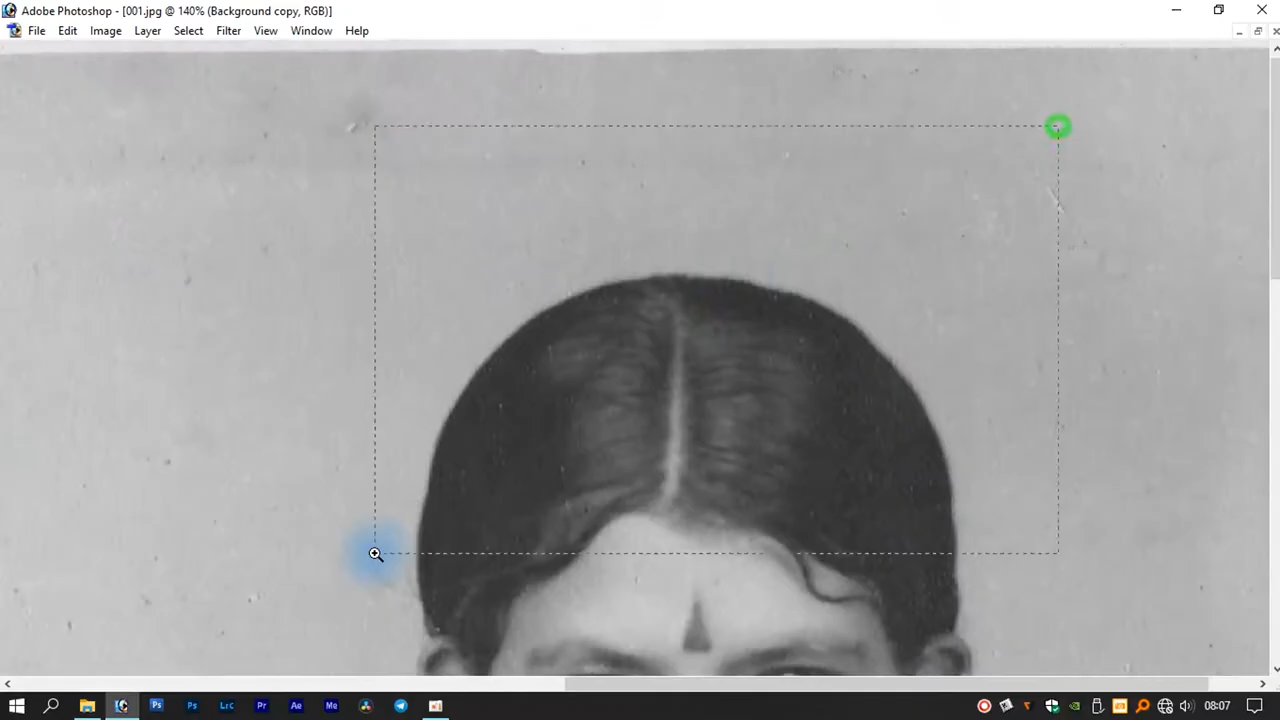 Adobe Photoshop - [001.jpg @ 140% (Background copy, RGB)]
File Edit Image Layer Select Filter View Window Help
Ps Ps Lrc Pr Ae Me 08:07